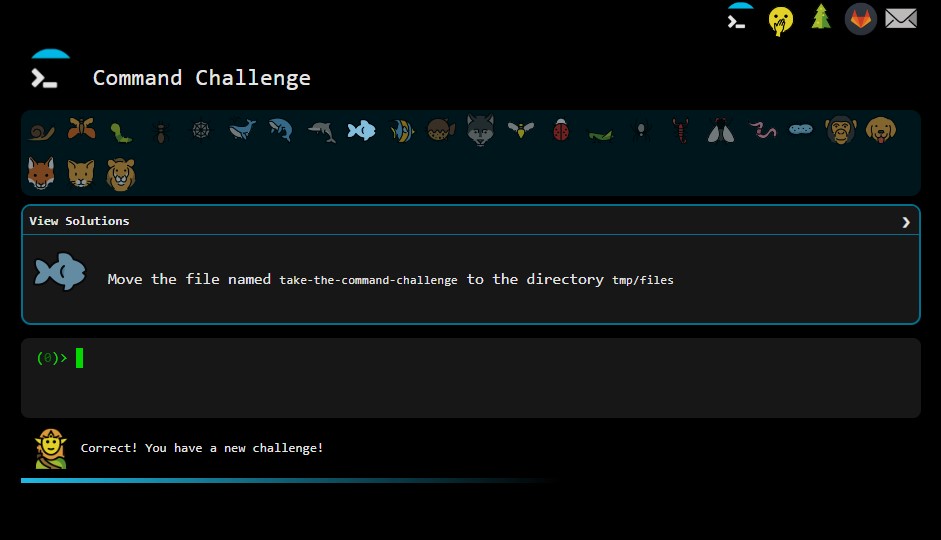 Command Challenge
View Solutions
Move the file named take-the-command-challenge to the directory tmp/files
(0)>
Correct! You have a new challenge!